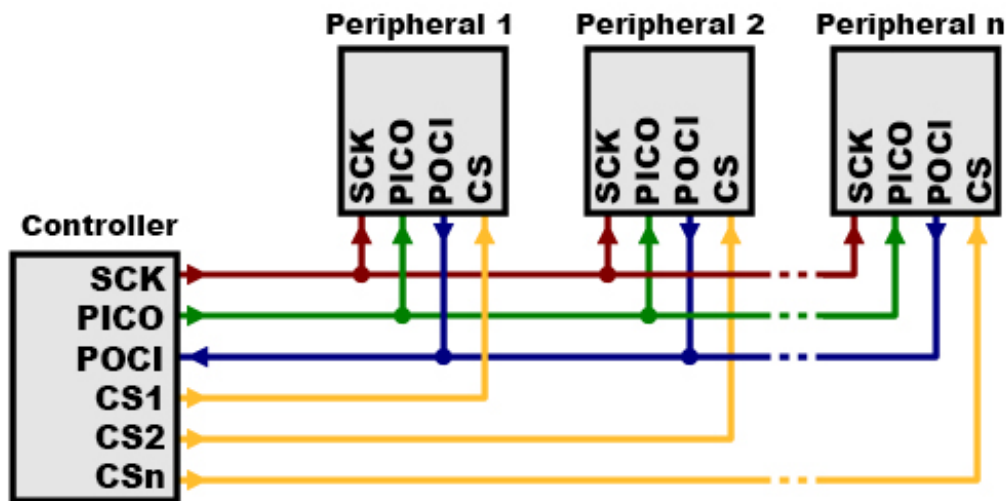 Peripheral 1
Peripheral 2
Peripheral n
SCK
PICO
POCI
CS
SCK
PICO
POCI
CS
SCK
PICO
POCI
CS
Controller
SCK
PICO
POCI
CS1
CS2
CSn